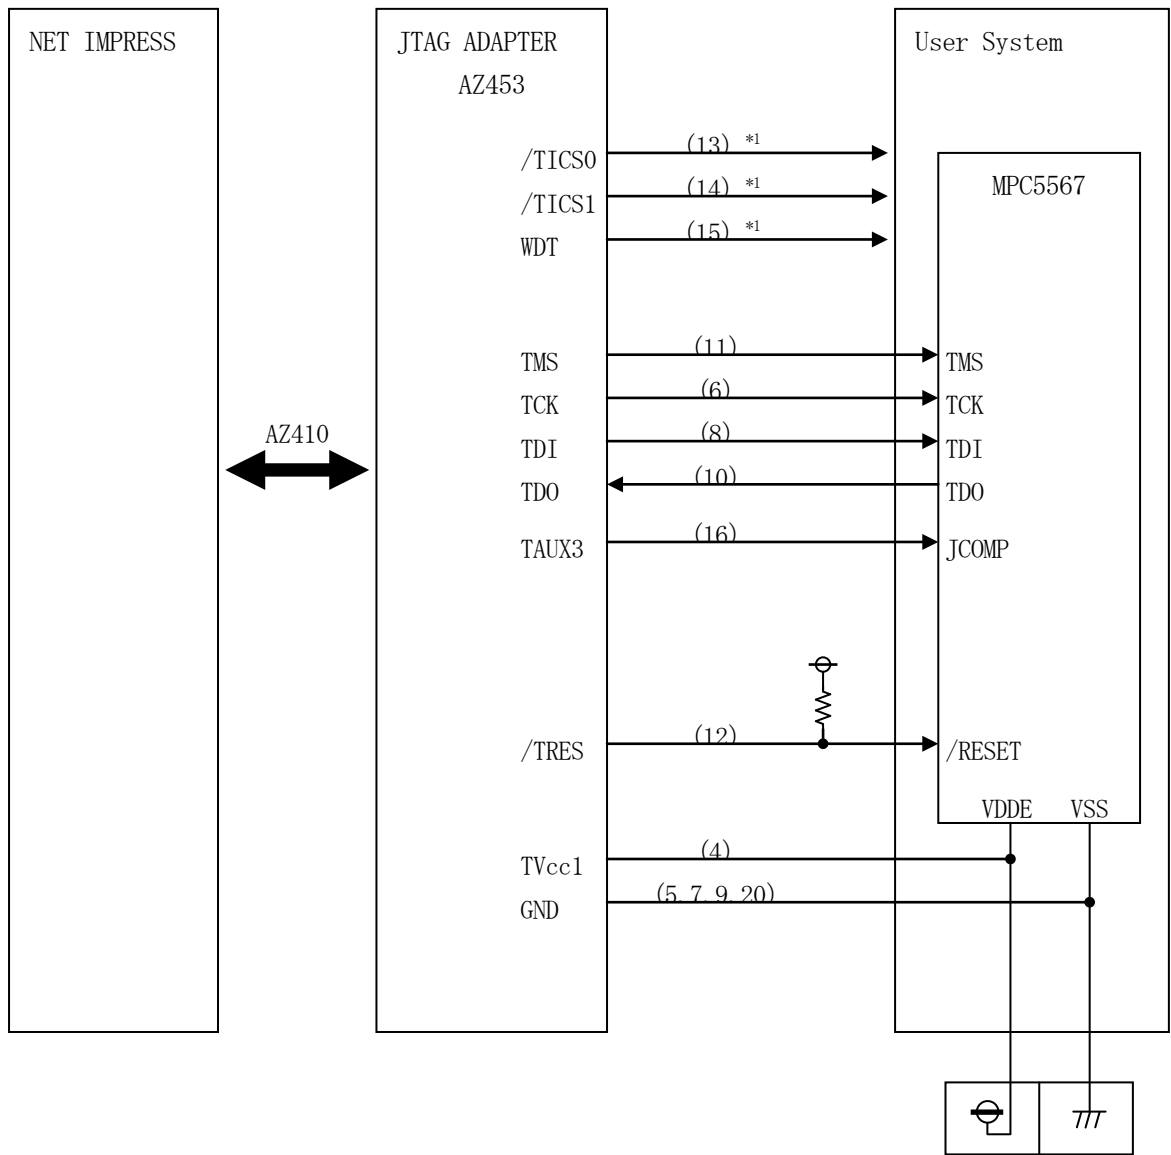 NET IMPRESS
JTAG ADAPTER
AZ453
User System
/TICS0 (13) *1
/TICS1 (14) *1
WDT (15) *1
MPC5567
TMS (11) TMS
TCK (6) TCK
AZ410
TDI (8) TDI
TDO (10) TDO
TAUX3 (16) JCOMP
/TRES (12) /RESET
VDDE VSS
TVcc1 (4)
GND (5, 7, 9, 20)